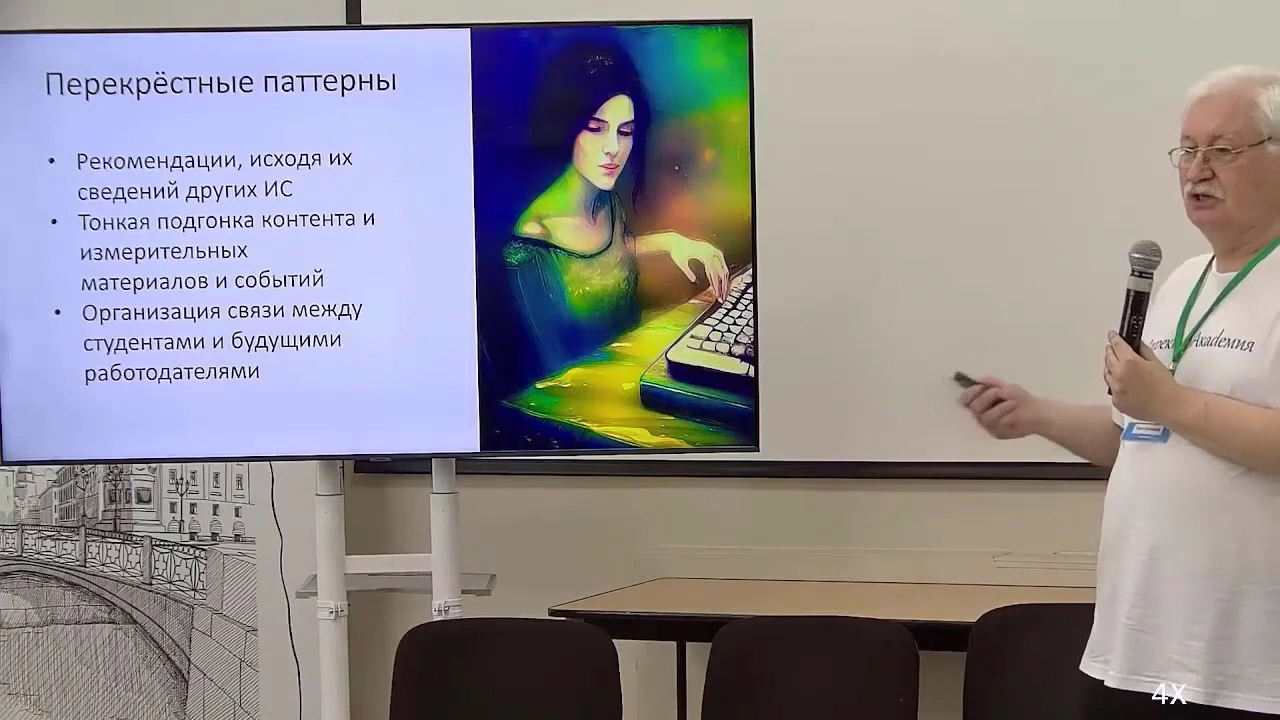 Перекрёстные паттерны
• Рекомендации, исходя их
сведений других ИС
• Тонкая подгонка контента и
измерительных
материалов и событий
• Организация связи между
студентами и будущими
работодателями
Академия
4X